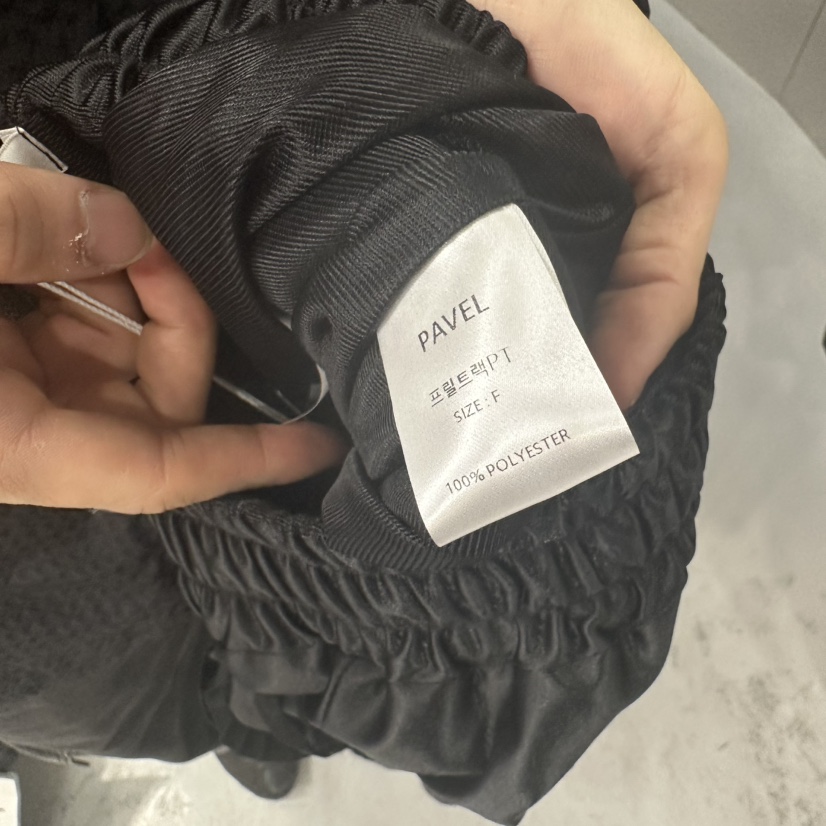 PAVEL
프릴트랙PT
SIZE : F
100% POLYESTER